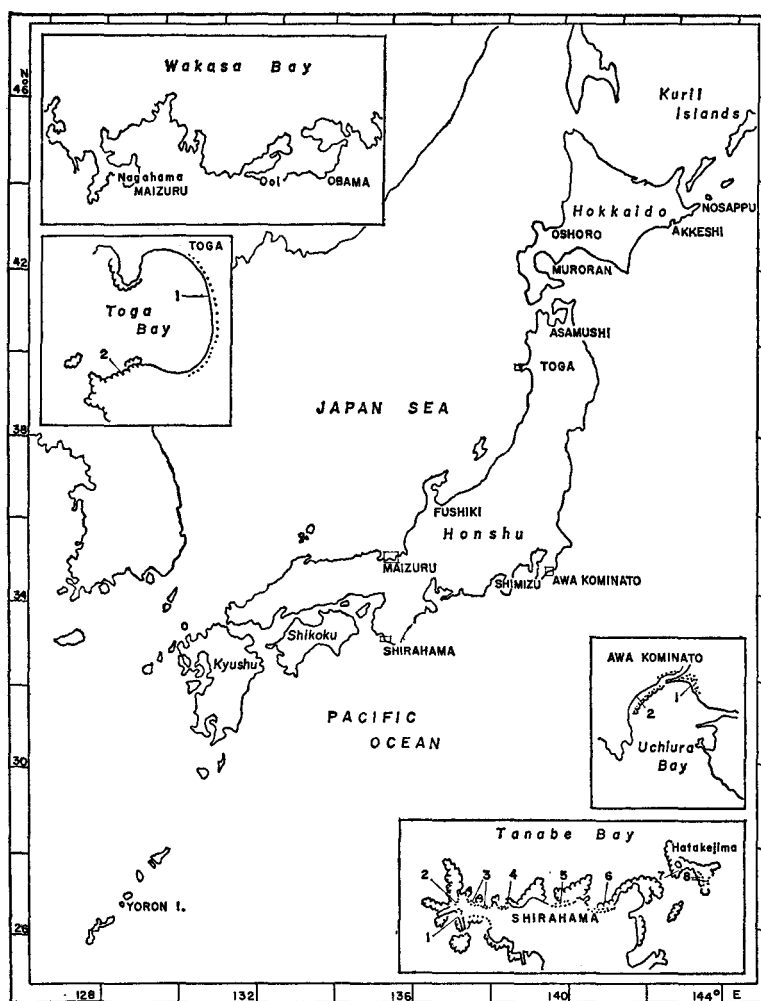 Wakasa Bay
N
46°
Kuril
Islands
Nagahama
MAIZURU
Ooi
OBAMA
NOSAPPU
Hokkaido
AKKESHI
OSHORO
TOGA
42
MURORAN
1
Toga
Bay
ASAMUSHI
2
TOGA
JAPAN SEA
38
FUSHIKI
Honshu
MAIZURU
SHIMIZU
AWA KOMINATO
34
Shikoku
SHIRAHAMA
Kyushu
AWA KOMINATO
1
2
PACIFIC
OCEAN
Uchiura
Bay
30
Tanabe Bay
Hatakejima
2
3
4
5
6
7
8
SHIRAHAMA
1
YORON I.
26
128
132
136
140
144° E